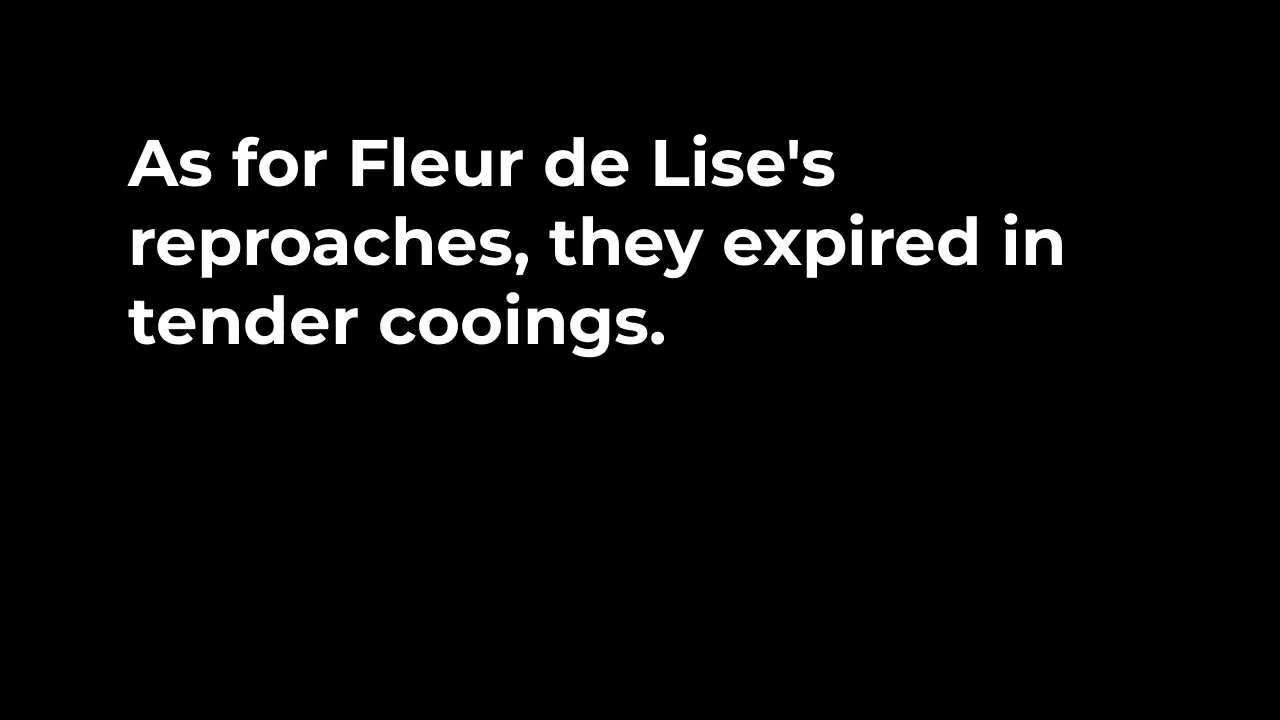 As for Fleur de Lise's
reproaches, they expired in
tender cooings.